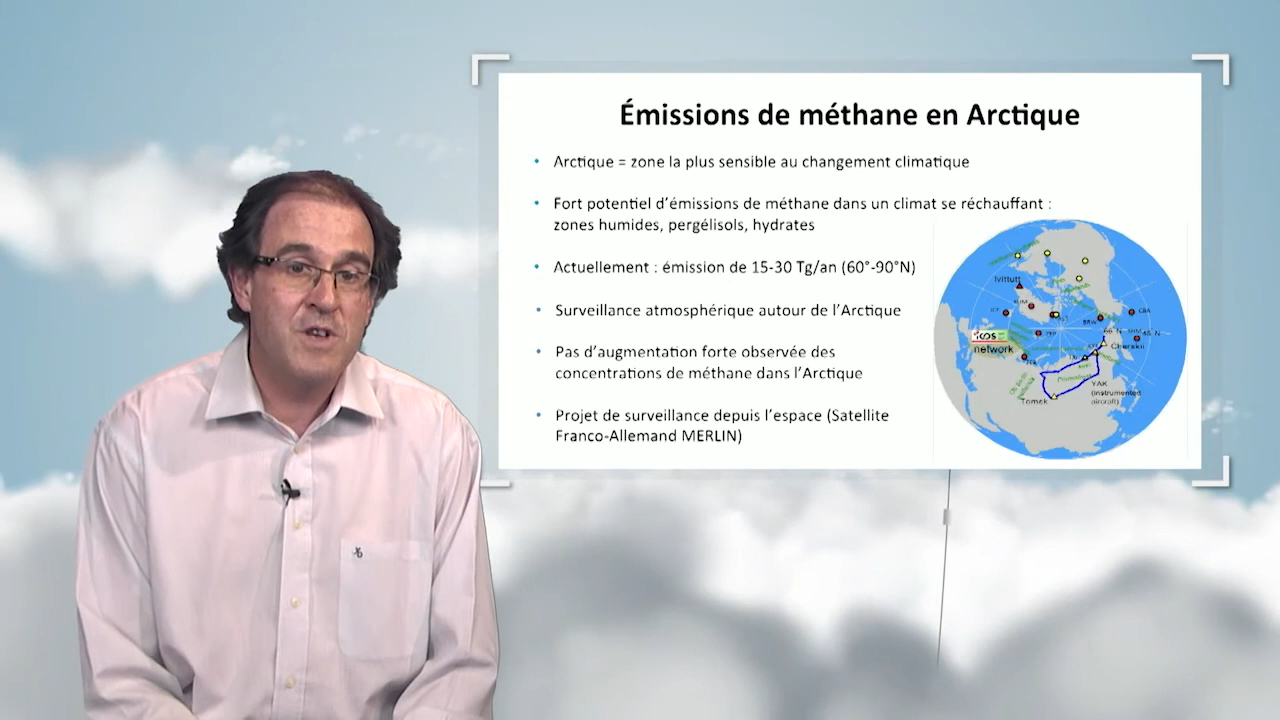 Émissions de méthane en Arctique
• Arctique = zone la plus sensible au changement climatique
• Fort potentiel d'émissions de méthane dans un climat se réchauffant :
zones humides, pergélisols, hydrates
• Actuellement : émission de 15-30 Tg/an (60°-90°N)
• Surveillance atmosphérique autour de l'Arctique
• Pas d'augmentation forte observée des
concentrations de méthane dans l'Arctique
• Projet de surveillance depuis l'espace (Satellite
Franco-Allemand MERLIN)
Ivittuut
network
Cherskii
YAK
(instrumented
aircraft)
Tomsk